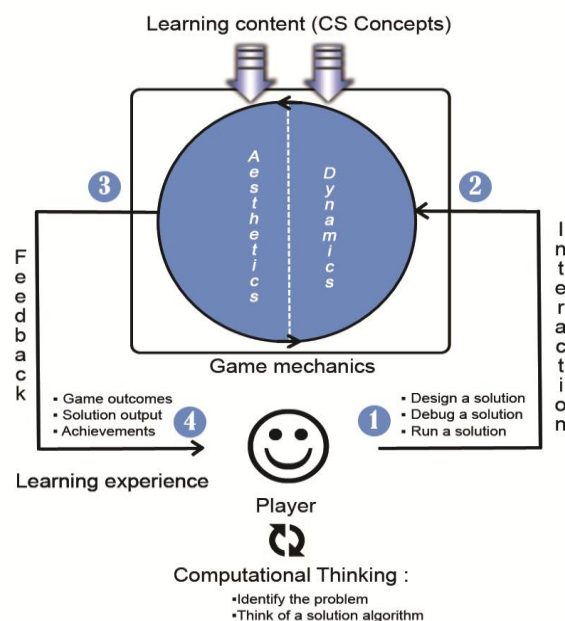 Learning content (CS Concepts)
Aesthetics
Dynamics
3
2
Feedback
Interaction
Game mechanics
▪ Game outcomes
▪ Solution output
▪ Achievements
4
1
▪ Design a solution
▪ Debug a solution
▪ Run a solution
Learning experience
Player
Computational Thinking :
▪Identify the problem
▪Think of a solution algorithm